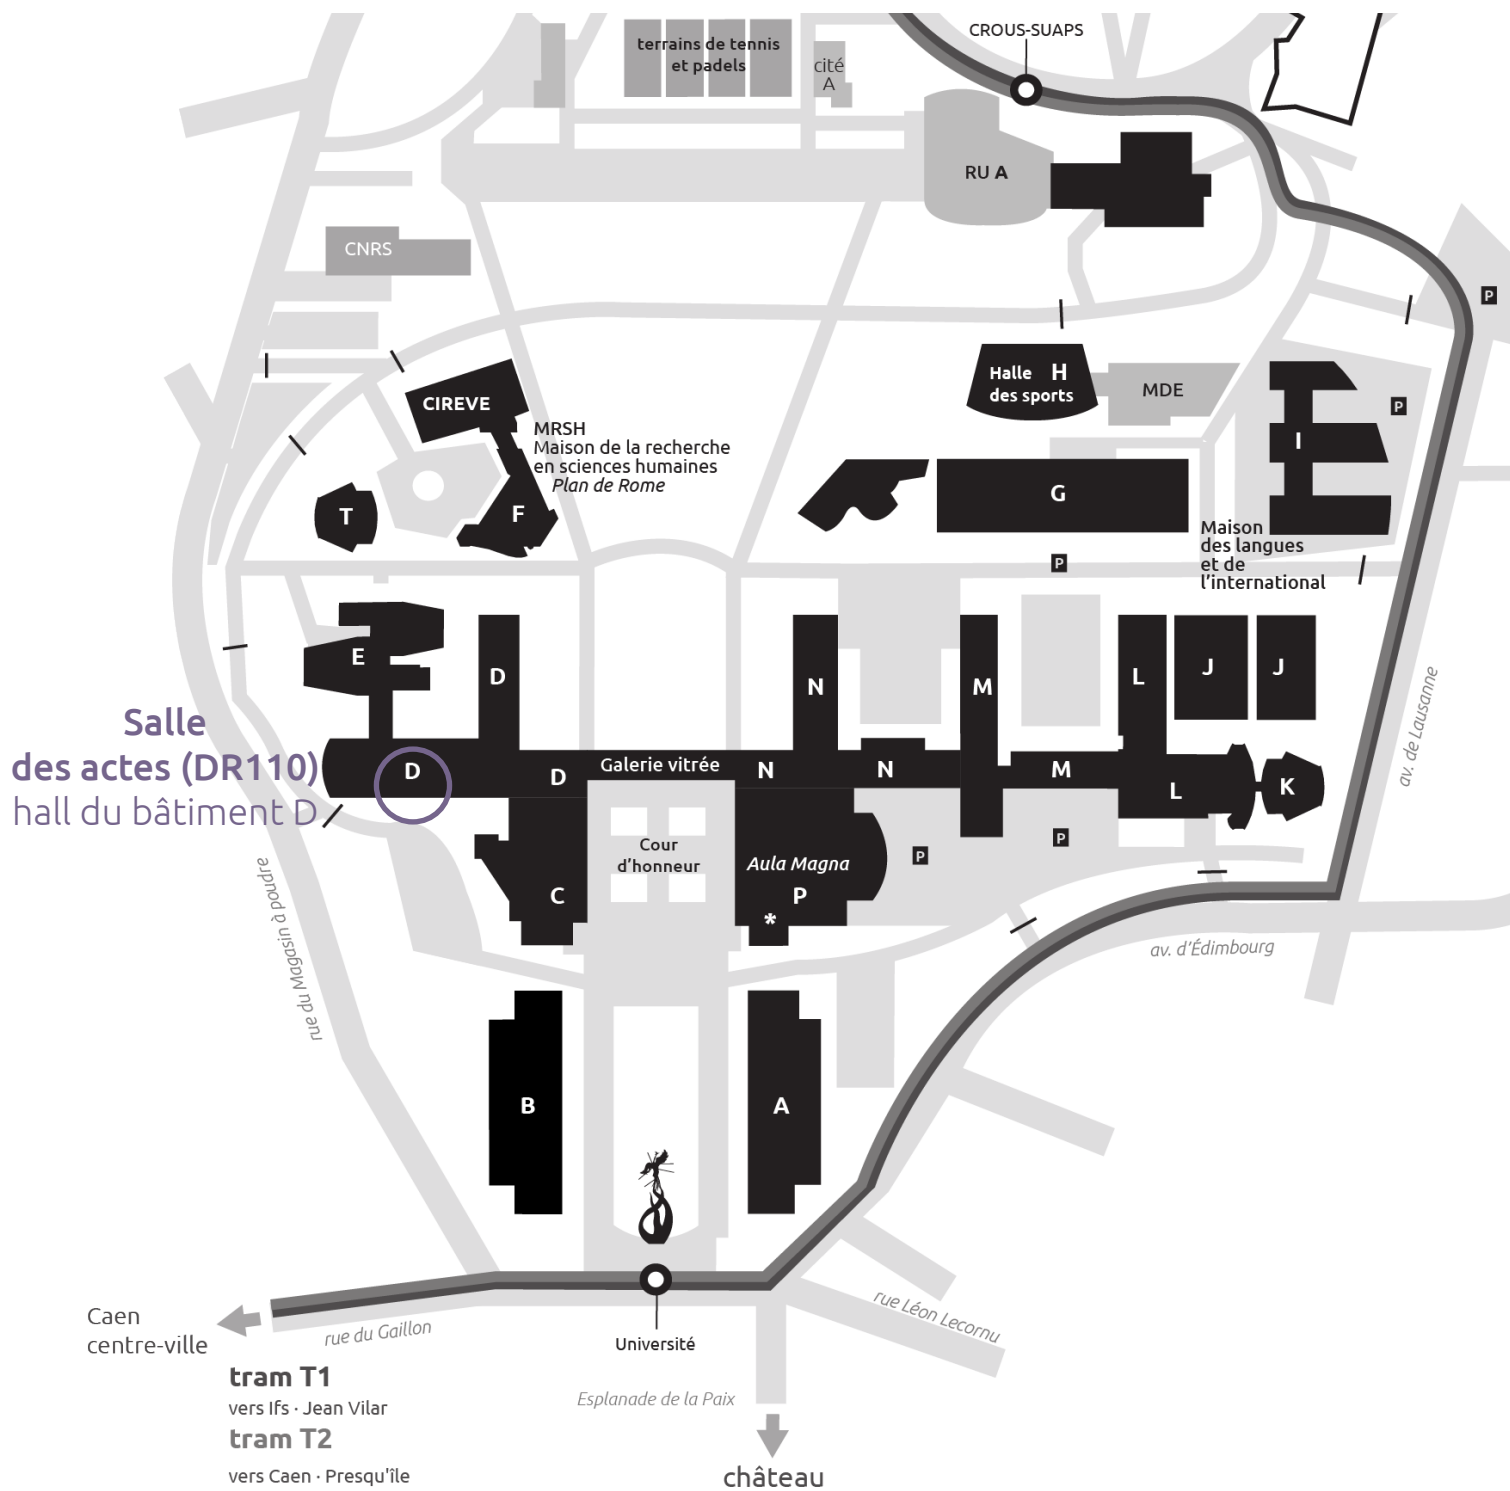 CROUS-SUAPS
terrains de tennis
et padels
cité
A
RU A
CNRS
P
Halle H
des sports
MDE
CIREVE
P
MRSH
Maison de la recherche
en sciences humaines
Plan de Rome
I
G
T
F
Maison
des langues
et de
l’international
P
E
D
N
M
L
J
J
Salle
des actes (DR110)
hall du bâtiment D
D
D
Galerie vitrée
N
N
M
L
K
av. de Lausanne
Cour
d’honneur
Aula Magna
P
P
P
C
*
rue du Magasin à poudre
av. d’Édimbourg
B
A
Caen
centre-ville
rue du Gaillon
Université
rue Léon Lecornu
tram T1
vers Ifs · Jean Vilar
tram T2
vers Caen · Presqu'île
Esplanade de la Paix
château